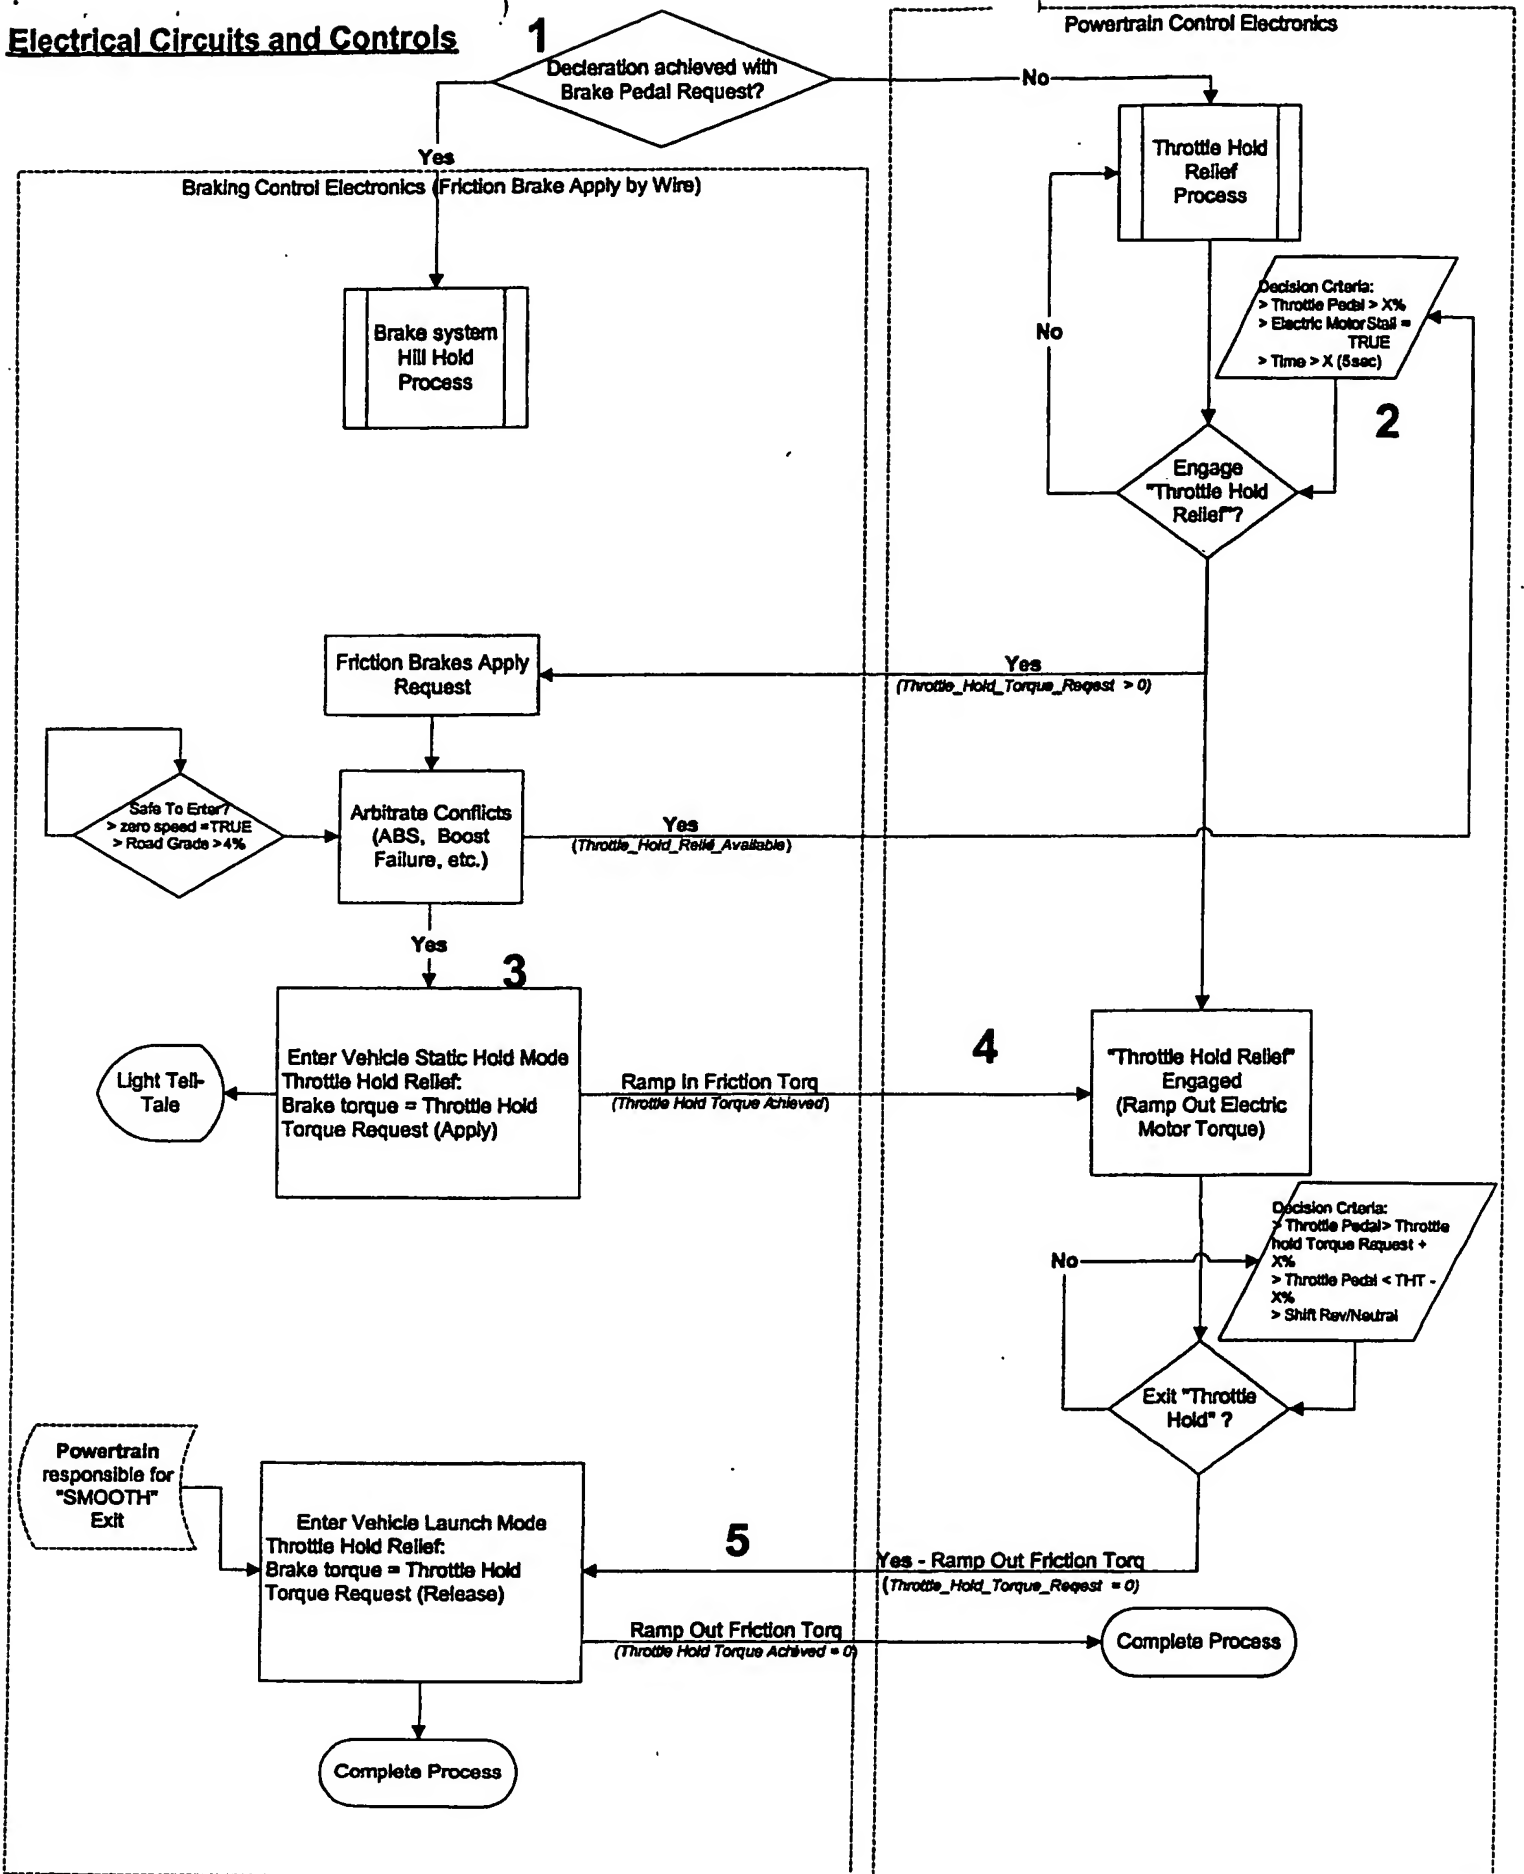 Electrical Circuits and Controls
1
Decleration achieved with
Brake Pedal Request?
Powertrain Control Electronics
No
Yes
Throttle Hold
Relief
Process
Braking Control Electronics (Friction Brake Apply by Wire)
Brake system
Hill Hold
Process
No
Decision Crteria:
> Throttle Pedal > X%
> Electric Motor Stall =
TRUE
> Time > X (5sec)
2
Engage
"Throttle Hold
Relief"?
Friction Brakes Apply
Request
Yes
(Throttle_Hold_Torque_Reqest > 0)
Safe To Enter?
> zero speed =TRUE
> Road Grade >4%
Arbitrate Conflicts
(ABS, Boost
Failure, etc.)
Yes
(Throttle_Hold_Relief_Available)
Yes
3
Enter Vehicle Static Hold Mode
Throttle Hold Relief:
Brake torque = Throttle Hold
Torque Request (Apply)
Light Tell-
Tale
Ramp In Friction Torq
(Throttle Hold Torque Achieved)
4
"Throttle Hold Relief"
Engaged
(Ramp Out Electric
Motor Torque)
No
Decision Crteria:
> Throttle Pedal> Throttle
hold Torque Request +
X%
> Throttle Pedal < THT -
X%
> Shift Rev/Neutral
Exit "Throttle
Hold" ?
Powertrain
responsible for
"SMOOTH"
Exit
Enter Vehicle Launch Mode
Throttle Hold Relief:
Brake torque = Throttle Hold
Torque Request (Release)
5
Yes - Ramp Out Friction Torq
(Throttle_Hold_Torque_Reqest = 0)
Ramp Out Friction Torq
(Throttle Hold Torque Achived = 0)
Complete Process
Complete Process